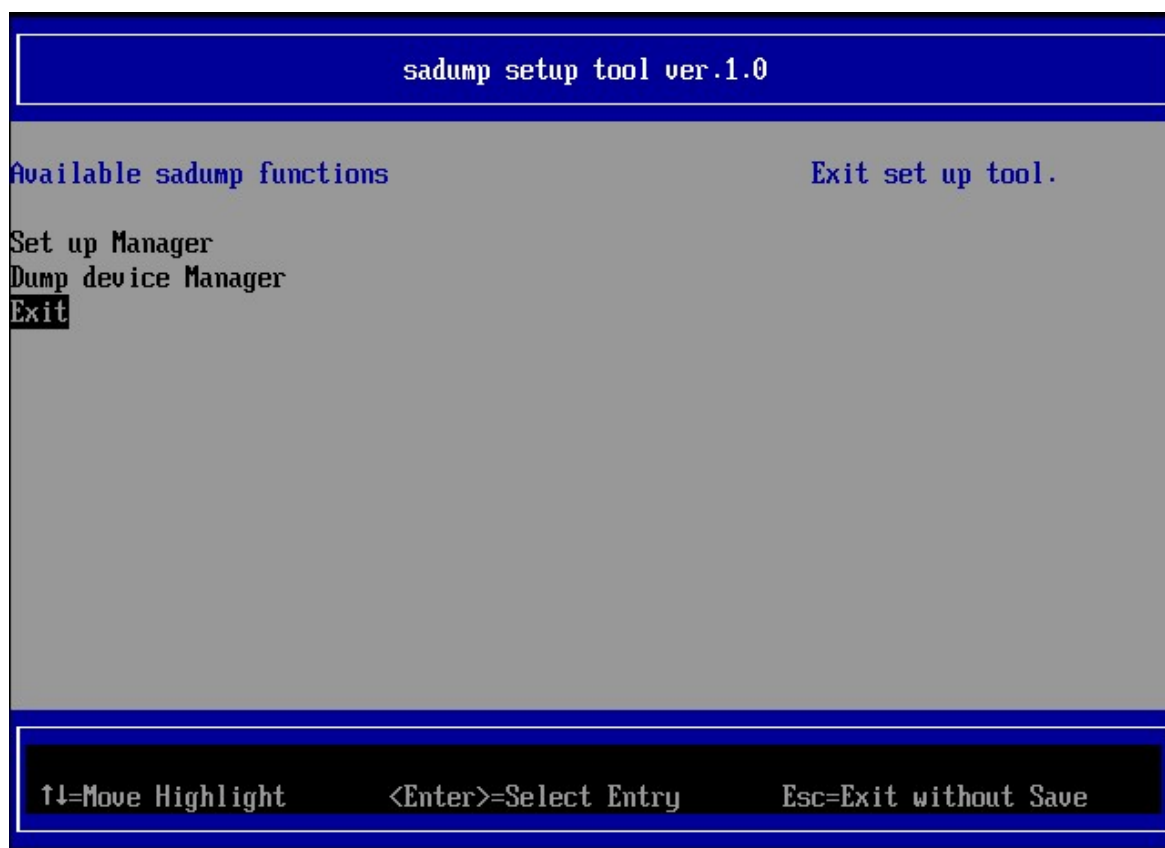 sadump setup tool ver.1.0
Available sadump functions
Exit set up tool.
Set up Manager
Dump device Manager
Exit
↑↓=Move Highlight <Enter>=Select Entry Esc=Exit without Save